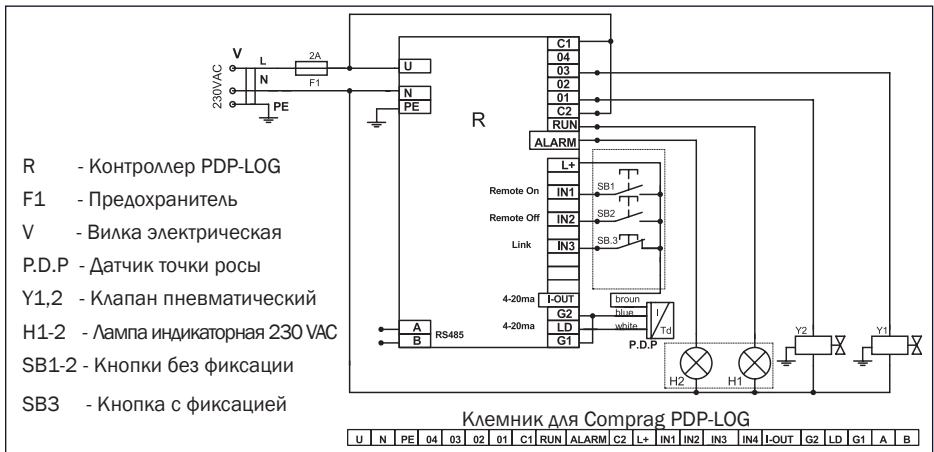 V
L
2A
N
F1
230VAC
PE
U
N
PE
R
C1
04
03
02
01
C2
RUN
ALARM
L+
Remote On
IN1
SB1
Remote Off
IN2
SB2
Link
IN3
SB.3
4-20ma
I-OUT
broun
G2
blue
4-20ma
LD
white
G1
I
Td
P.D.P
A
B
RS485
H2
H1
Y2
Y1
R - Контроллер PDP-LOG
F1 - Предохранитель
V - Вилка электрическая
P.D.P - Датчик точки росы
Y1,2 - Клапан пневматический
H1-2 - Лампа индикаторная 230 VAC
SB1-2 - Кнопки без фиксации
SB3 - Кнопка с фиксацией
Клемник для Comprag PDP-LOG
U N PE 04 03 02 01 C1 RUN ALARM C2 L+ IN1 IN2 IN3 IN4 I-OUT G2 LD G1 A B